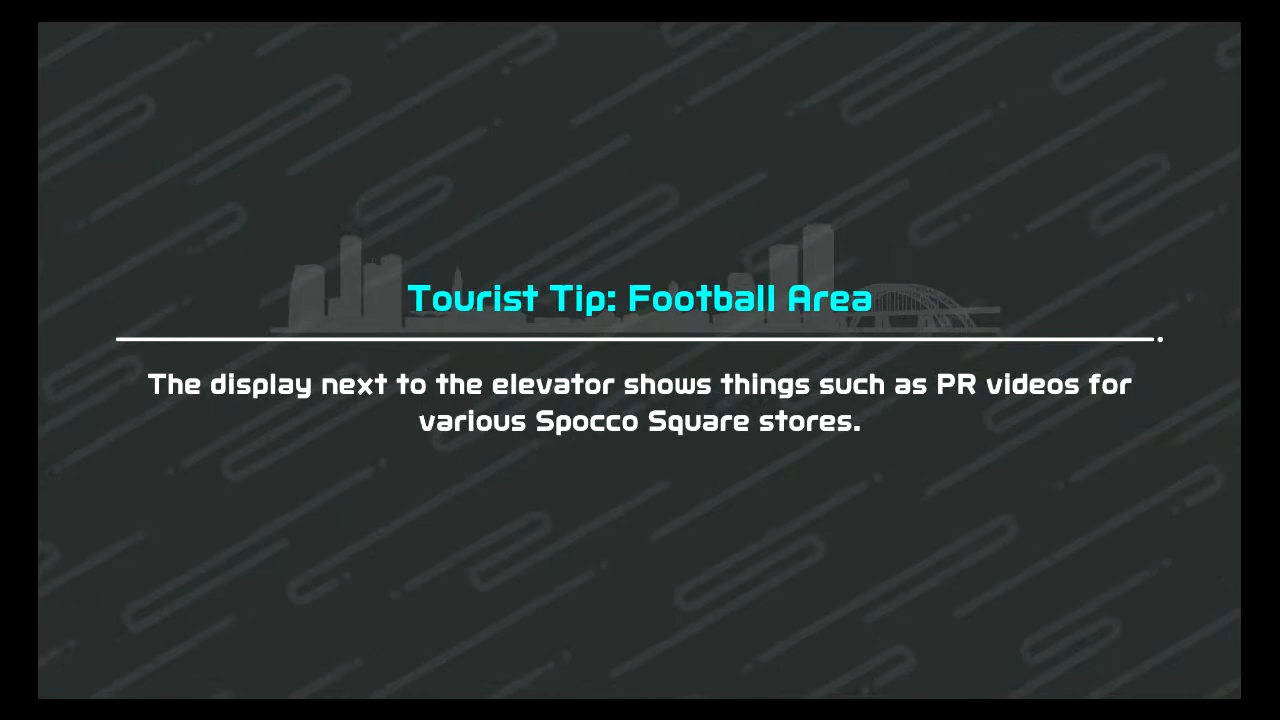 Tourist Tip: Football Area
The display next to the elevator shows things such as PR videos for
various Spocco Square stores.